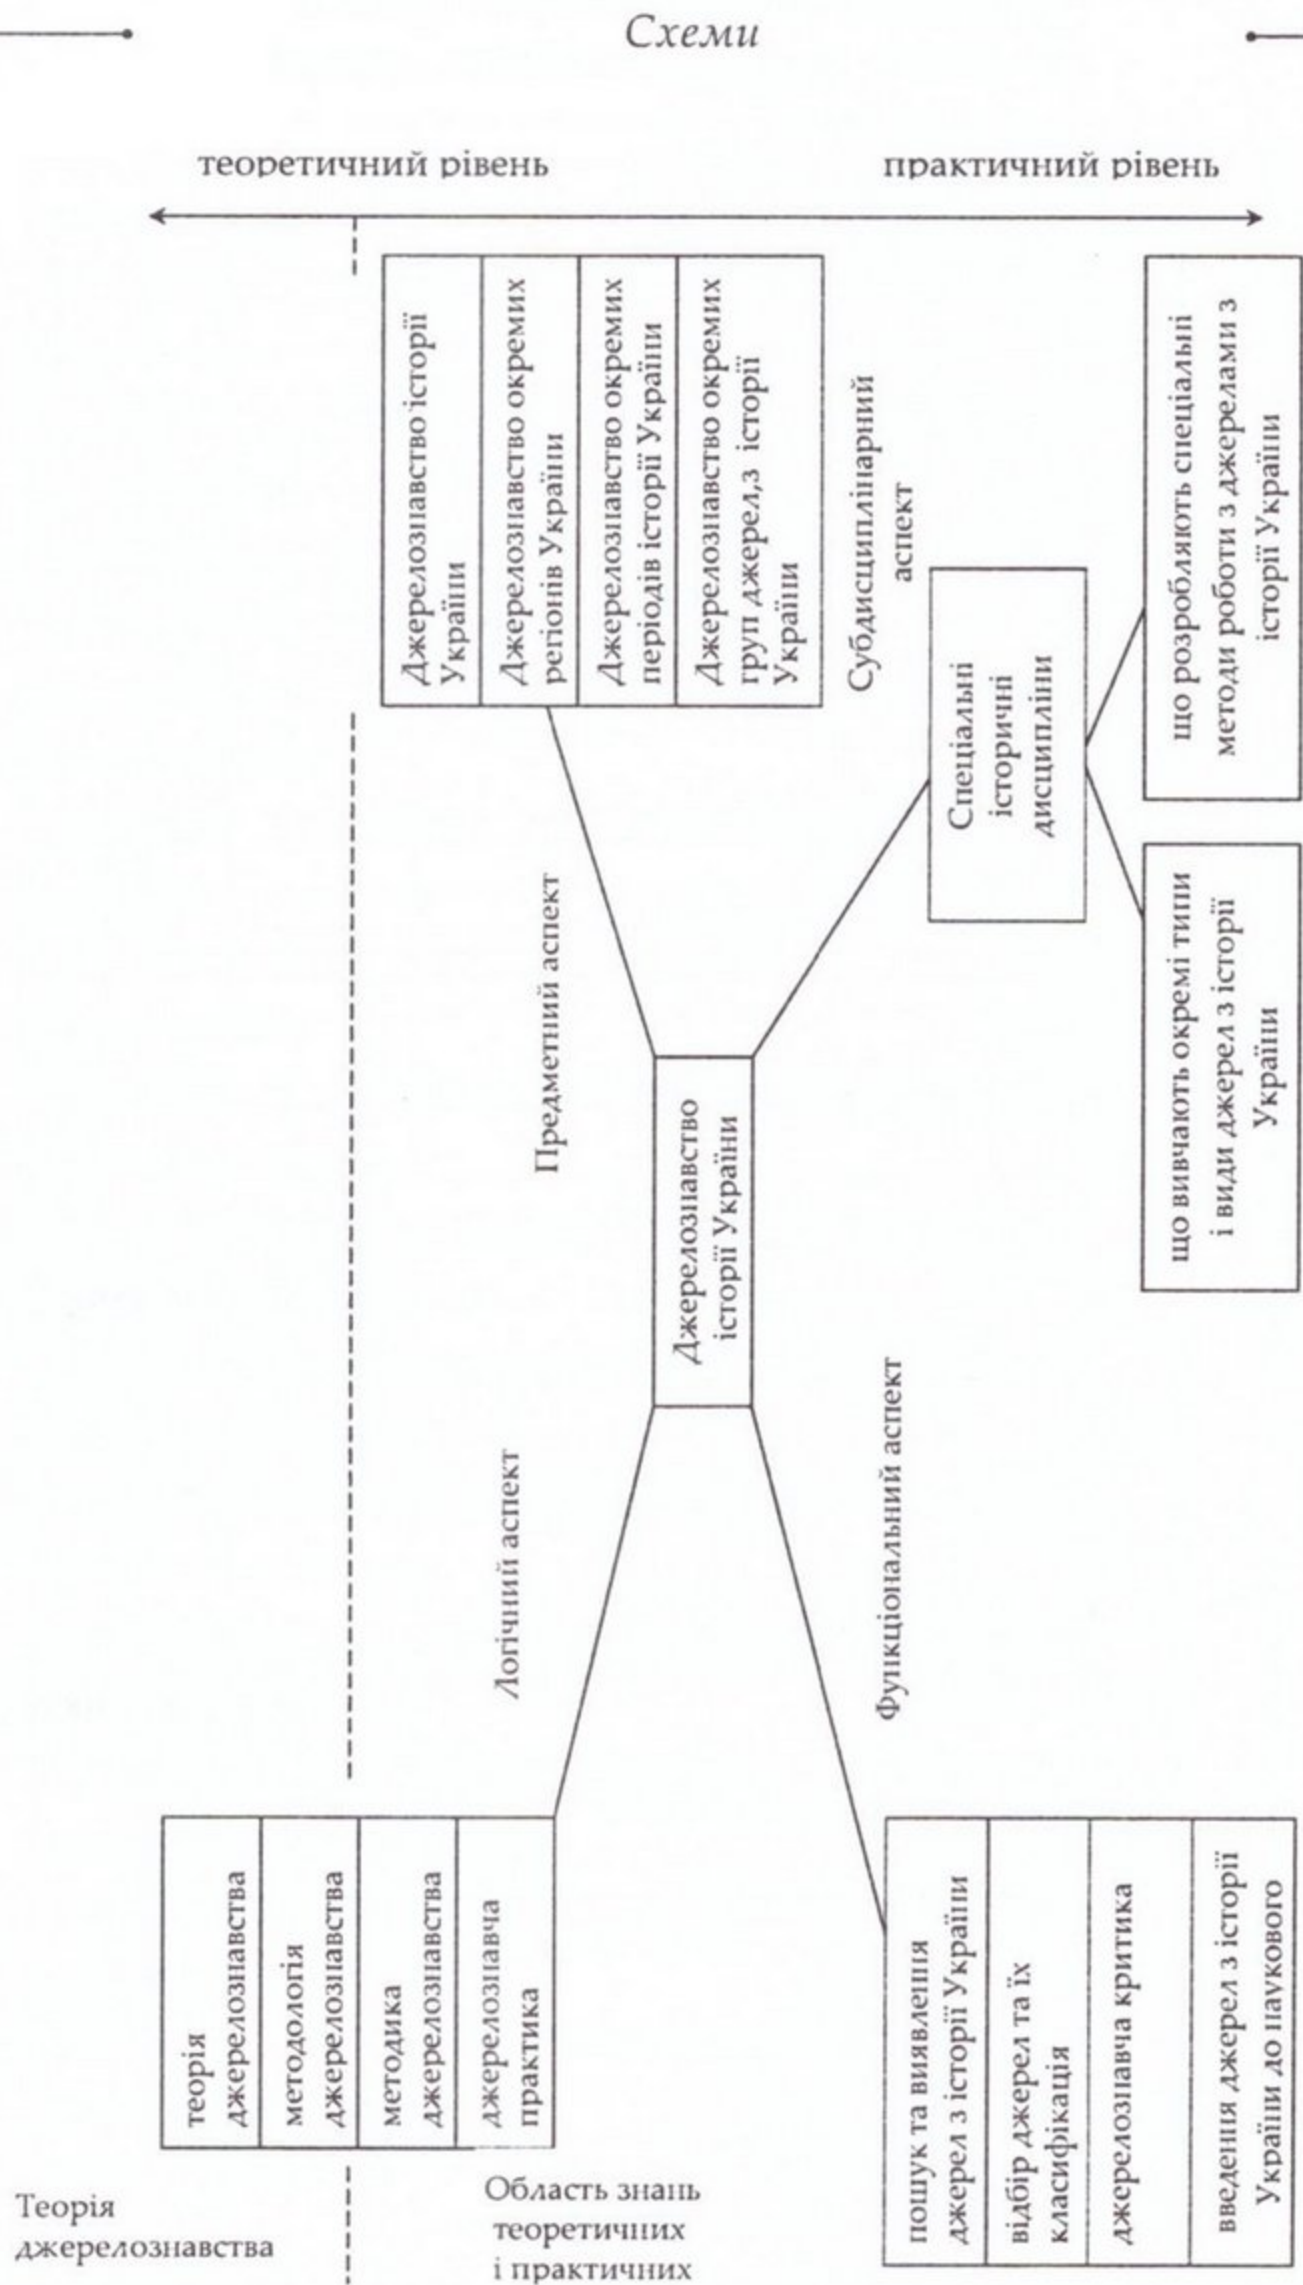 Схеми
теоретичний рівень
практичний рівень
Джерелознавство історії
України
Джерелознавство окремих
регіонів України
Джерелознавство окремих
періодів історії України
Джерелознавство окремих
груп джерел,з історії
України
Предметний аспект
Субдисциплінарний
аспект
Спеціальні
історичні
дисципліни
що розробляють спеціальні
методи роботи з джерелами з
історії України
що вивчають окремі типи
і види джерел з історії
України
Джерелознавство
історії України
Логічний аспект
Функціональний аспект
теорія
джерелознавства
методологія
джерелознавства
методика
джерелознавства
джерелознавча
практика
пошук та виявлення
джерел з історії України
відбір джерел та їх
класифікація
джерелознавча критика
введення джерел з історії
України до наукового
Теорія
джерелознавства
Область знань
теоретичних
і практичних